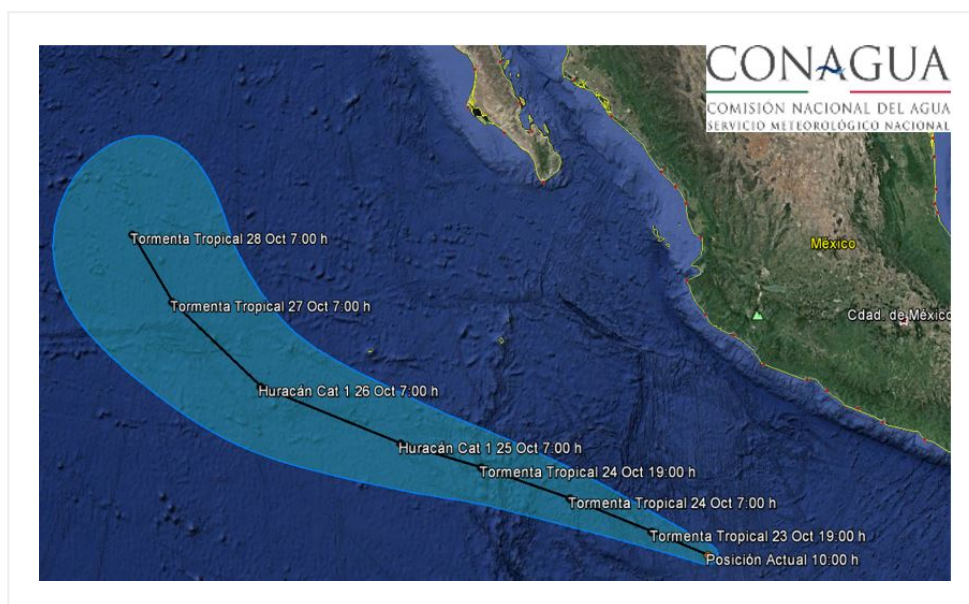 CONAGUA
COMISIÓN NACIONAL DEL AGUA
SERVICIO METEOROLÓGICO NACIONAL
Tormenta Tropical 28 Oct 7:00 h
México
Tormenta Tropical 27 Oct 7:00 h
Cdad. de México
Huracán Cat 1 26 Oct 7:00 h
Huracán Cat 1 25 Oct 7:00 h
Tormenta Tropical 24 Oct 19:00 h
Tormenta Tropical 24 Oct 7:00 h
Tormenta Tropical 23 Oct 19:00 h
Posición Actual 10:00 h